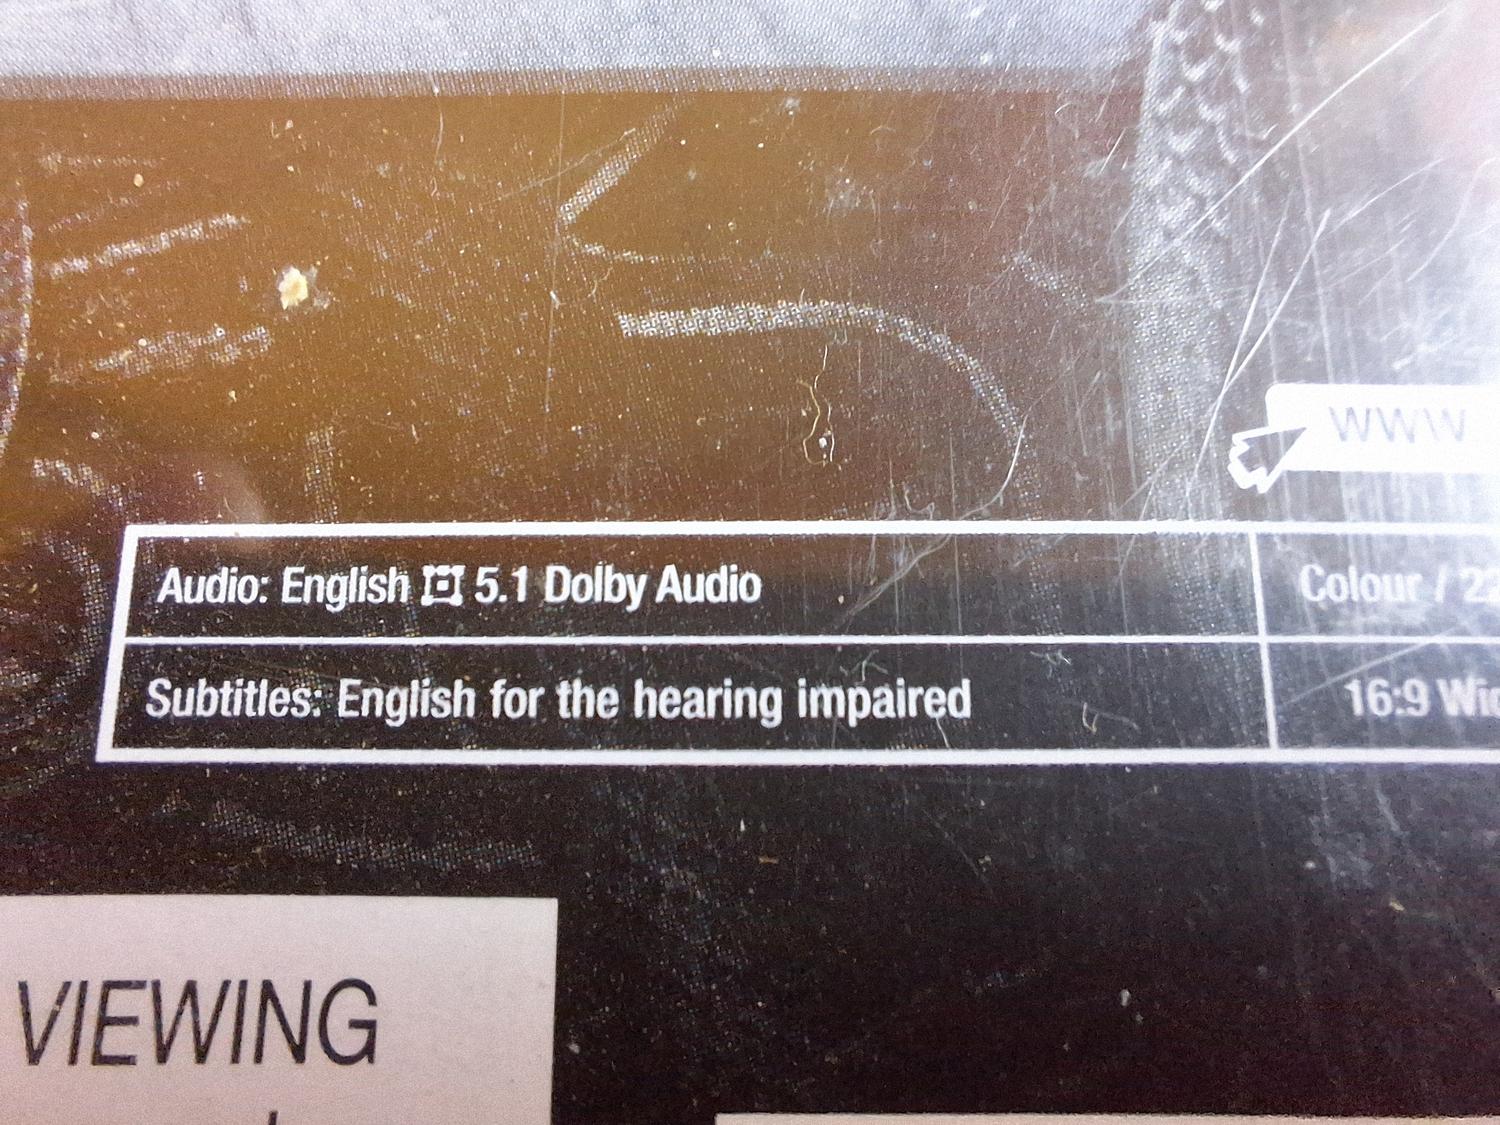 WWW
Audio: English 5.1 Dolby Audio
Colour /
Subtitles: English for the hearing impaired
16:9
VIEWING